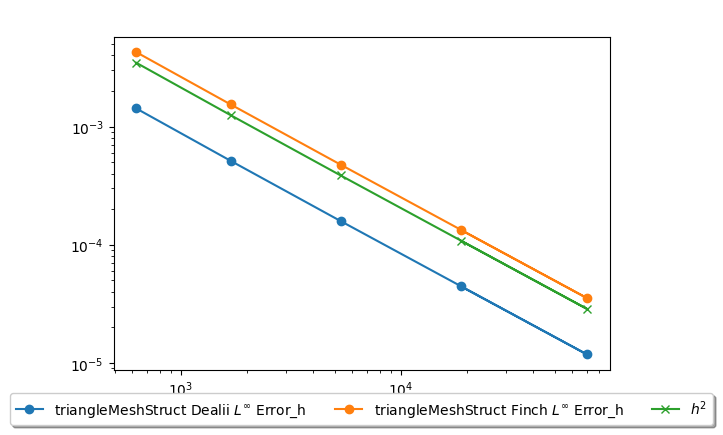 10⁻³
10⁻⁴
10⁻⁵
10³ 10⁴
triangleMeshStruct Dealii L^∞ Error_h triangleMeshStruct Finch L^∞ Error_h h²